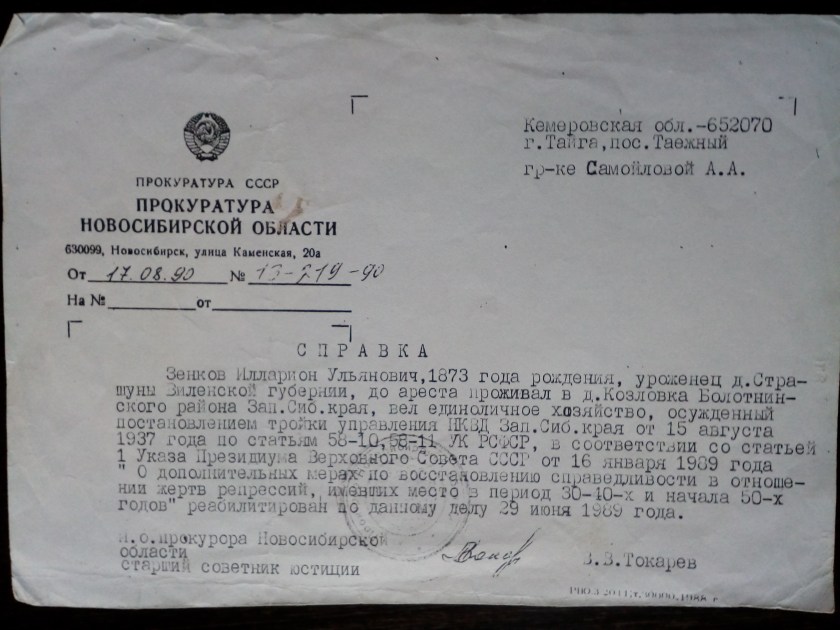 Кемеровская обл.-652070
г.Тайга,пос.Таежный
гр-ке Самойловой А.А.
ПРОКУРАТУРА СССР
ПРОКУРАТУРА
НОВОСИБИРСКОЙ ОБЛАСТИ
630099, Новосибирск, улица Каменская, 20а
От 17.08.90 № 13-219-90
На № от
СПРАВКА
Зенков Илларион Ульянович,1873 года рождения, уроженец д.Стра-
шуны Виленской губернии, до ареста проживал в д.Козловка Болотнин-
ского района Зап.Сиб.края, вел единоличное хозяйство, осужденный
постановлением тройки управления НКВД Зап.Сиб.края от 15 августа
1937 года по статьям 58-10,58-11 УК РСФСР, в соответствии со статьей
1 Указа Президиума Верховного Совета СССР от 16 января 1989 года
" О дополнительных мерах по восстановлению справедливости в отноше-
нии жертв репрессий, имевших место в период 30-40-х и начала 50-х
годов" реабилитирован по данному делу 29 июня 1989 года.
И.о.прокурора Новосибирской
области
старший советник юстиции
В.В.Токарев